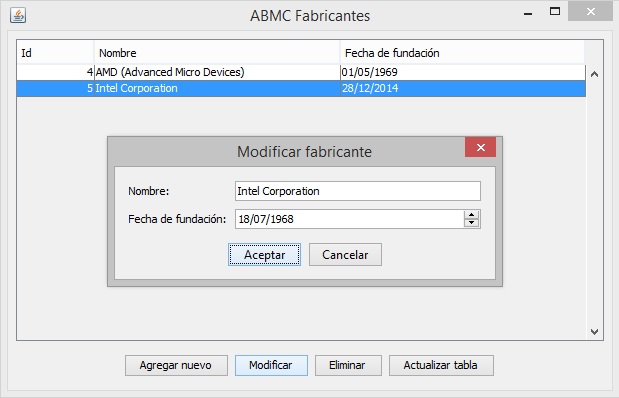 ABMC Fabricantes
Id Nombre Fecha de fundación
4 AMD (Advanced Micro Devices) 01/05/1969
5 Intel Corporation 28/12/2014
Modificar fabricante
Nombre: Intel Corporation
Fecha de fundación: 18/07/1968
Aceptar Cancelar
Agregar nuevo Modificar Eliminar Actualizar tabla